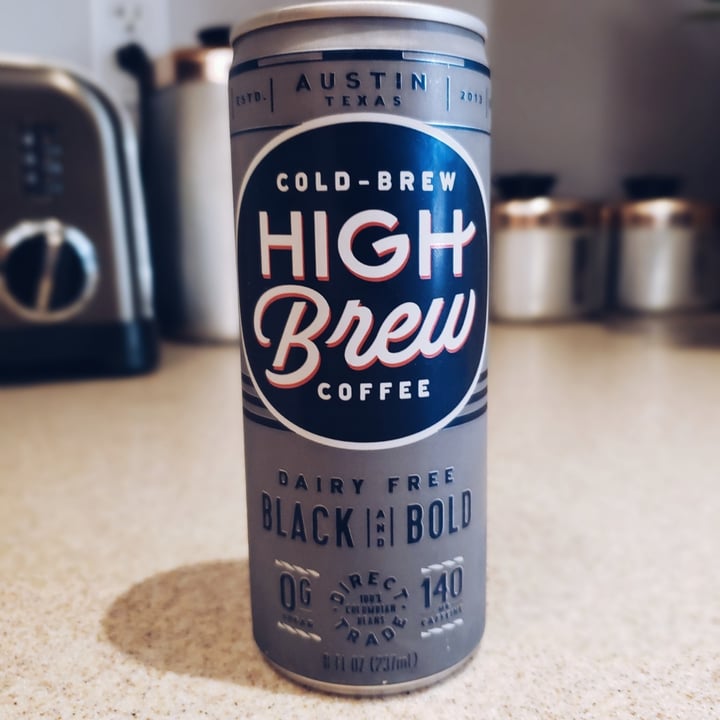 ESTD. AUSTIN 2013
TEXAS
COLD-BREW
HIGH
Brew
COFFEE
DAIRY FREE
BLACK AND BOLD
0G
SUGAR
DIRECT
100%
COLOMBIAN
BEANS
TRADE
140
MG
CAFFEINE
8 FL OZ (237ml)